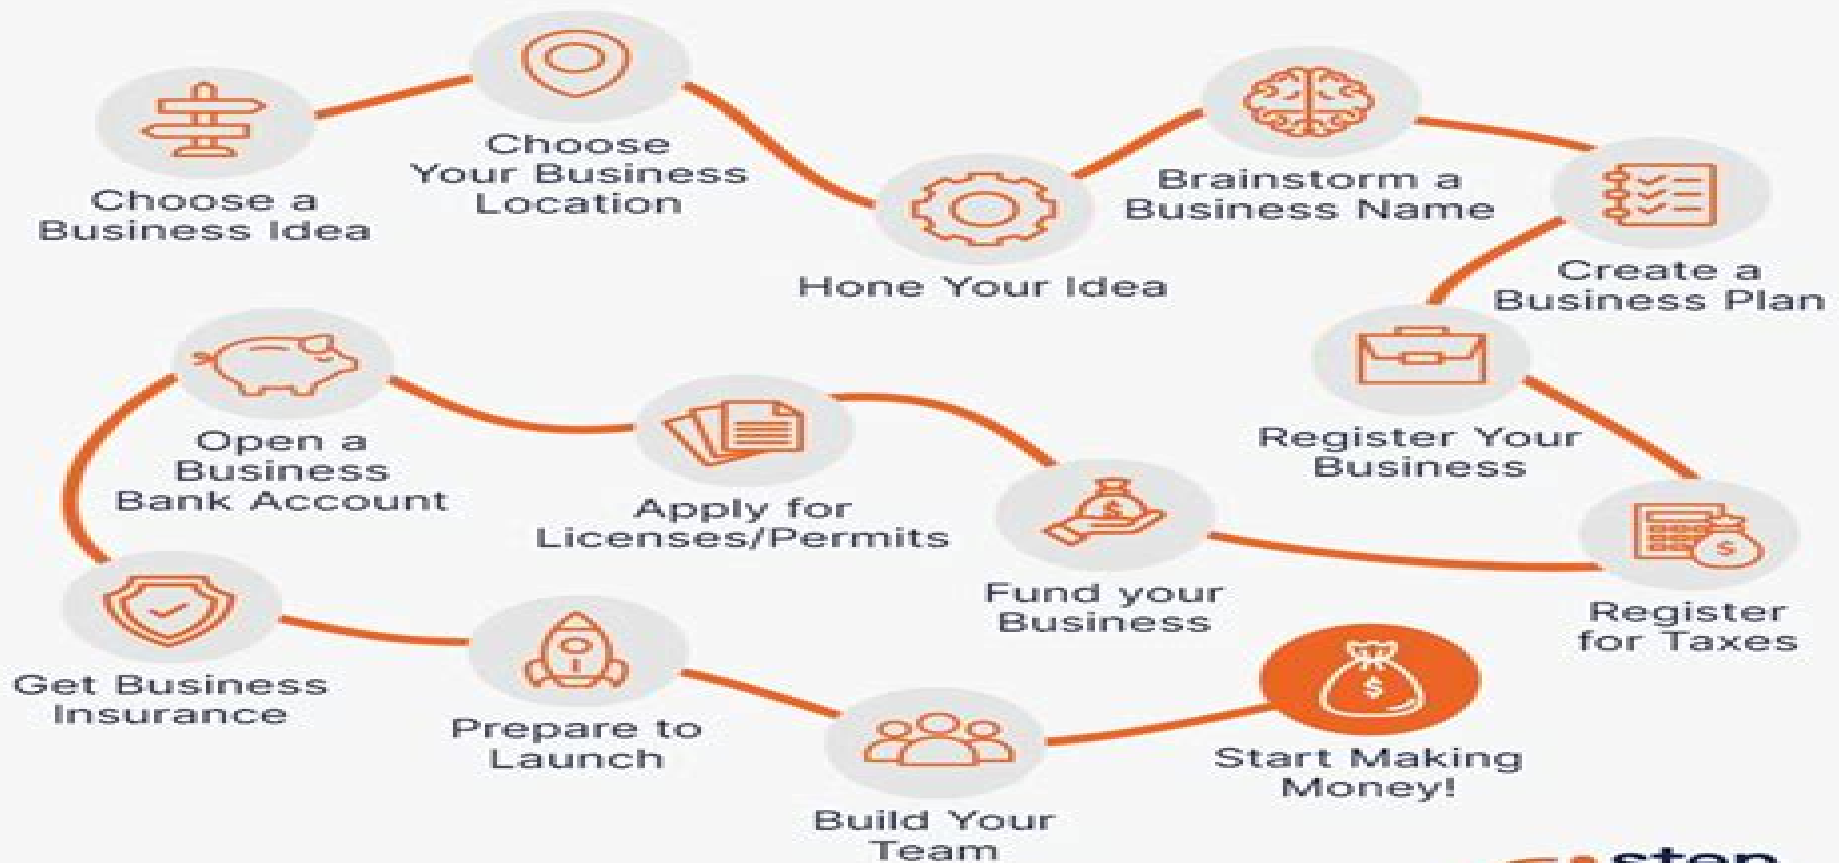 Choose a
Business Idea
Choose
Your Business
Location
Hone Your Idea
Brainstorm a
Business Name
Create a
Business Plan
Register Your
Business
Register
for Taxes
Fund your
Business
Apply for
Licenses/Permits
Open a
Business
Bank Account
Get Business
Insurance
Prepare to
Launch
Build Your
Team
Start Making
Money!
step